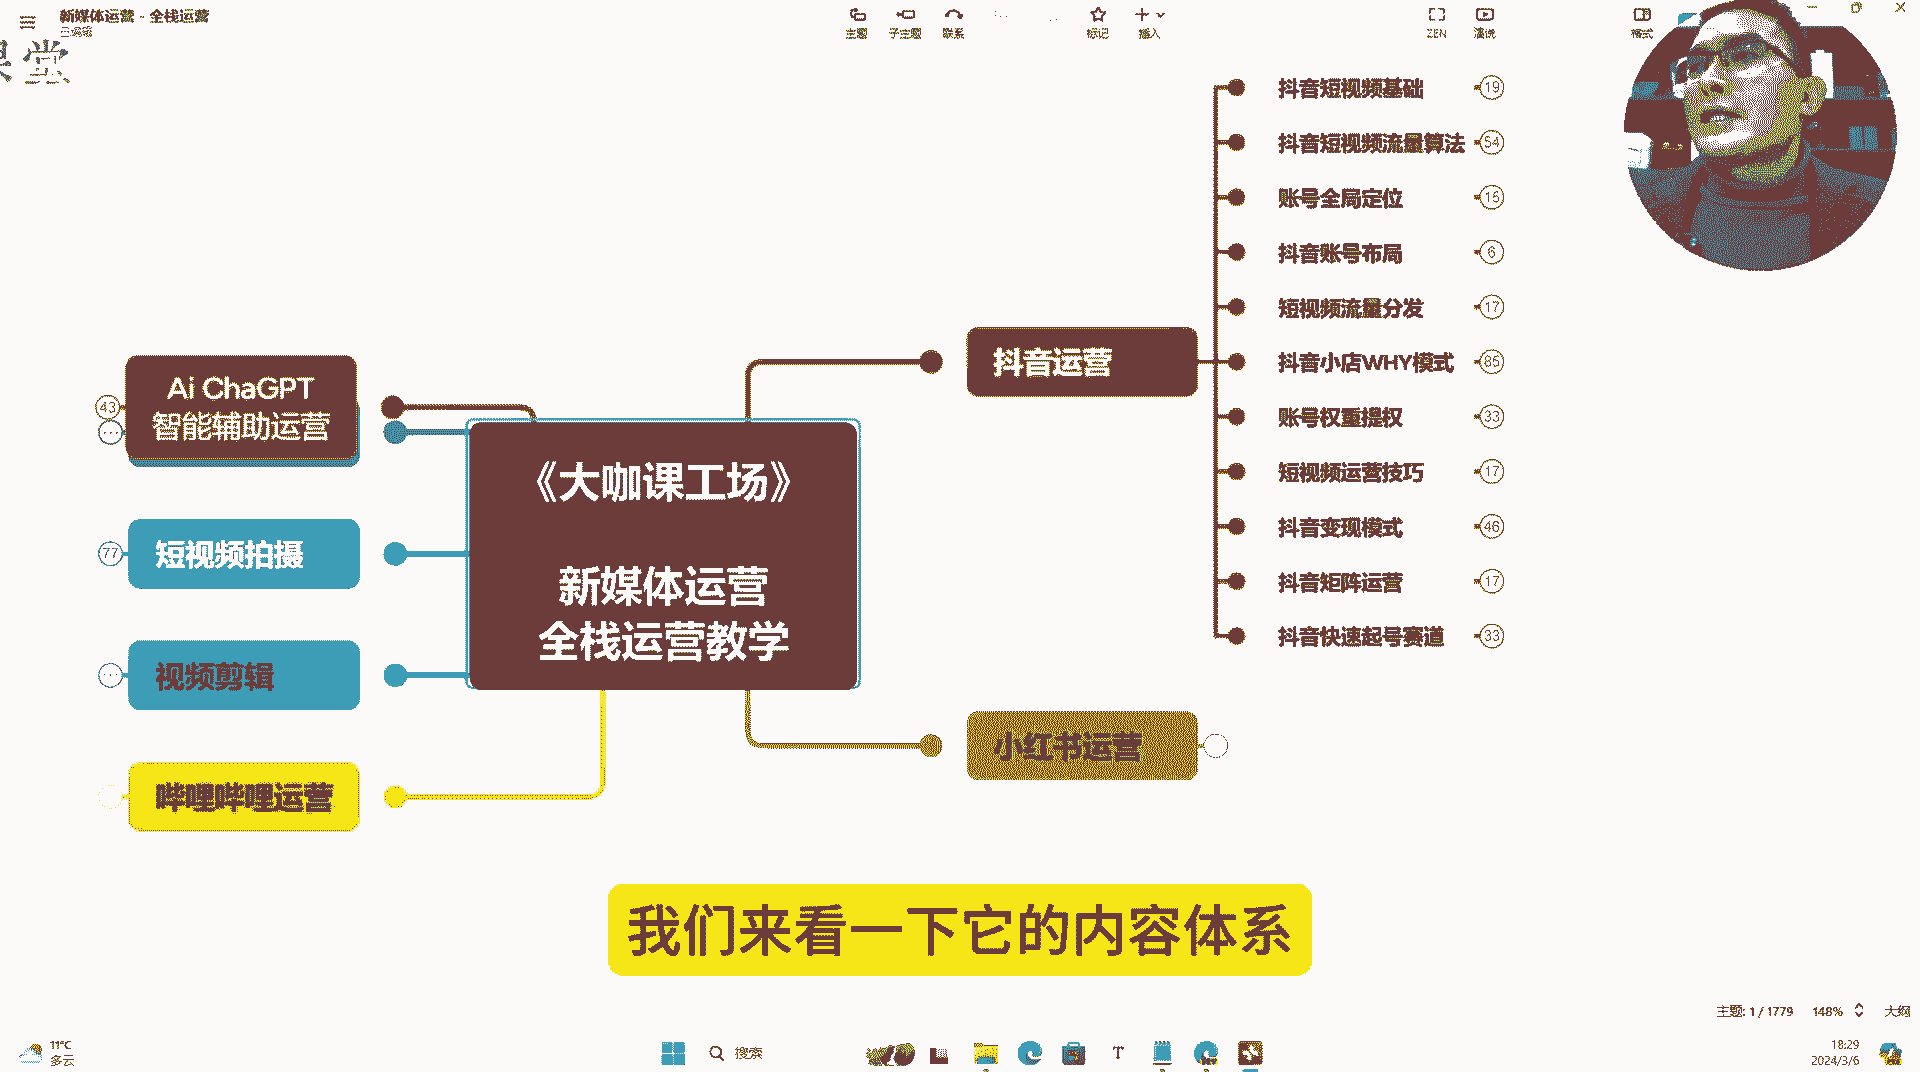 新媒体运营 - 全栈运营
已编辑
课堂
主题
子主题
联系
标记
插入
ZEN
演说
格式
抖音短视频基础 19
抖音短视频流量算法 54
账号全局定位 15
抖音账号布局 6
短视频流量分发 17
抖音运营
抖音小店WHY模式 85
账号权重提权 33
短视频运营技巧 17
抖音变现模式 46
抖音矩阵运营 17
抖音快速起号赛道 33
Ai ChaGPT
智能辅助运营
43
短视频拍摄
77
视频剪辑
哔哩哔哩运营
《大咖课工场》
新媒体运营
全栈运营教学
小红书运营
我们来看一下它的内容体系
主题: 1 / 1779 148% 大纲
11°C
多云
搜索
18:29
2024/3/6